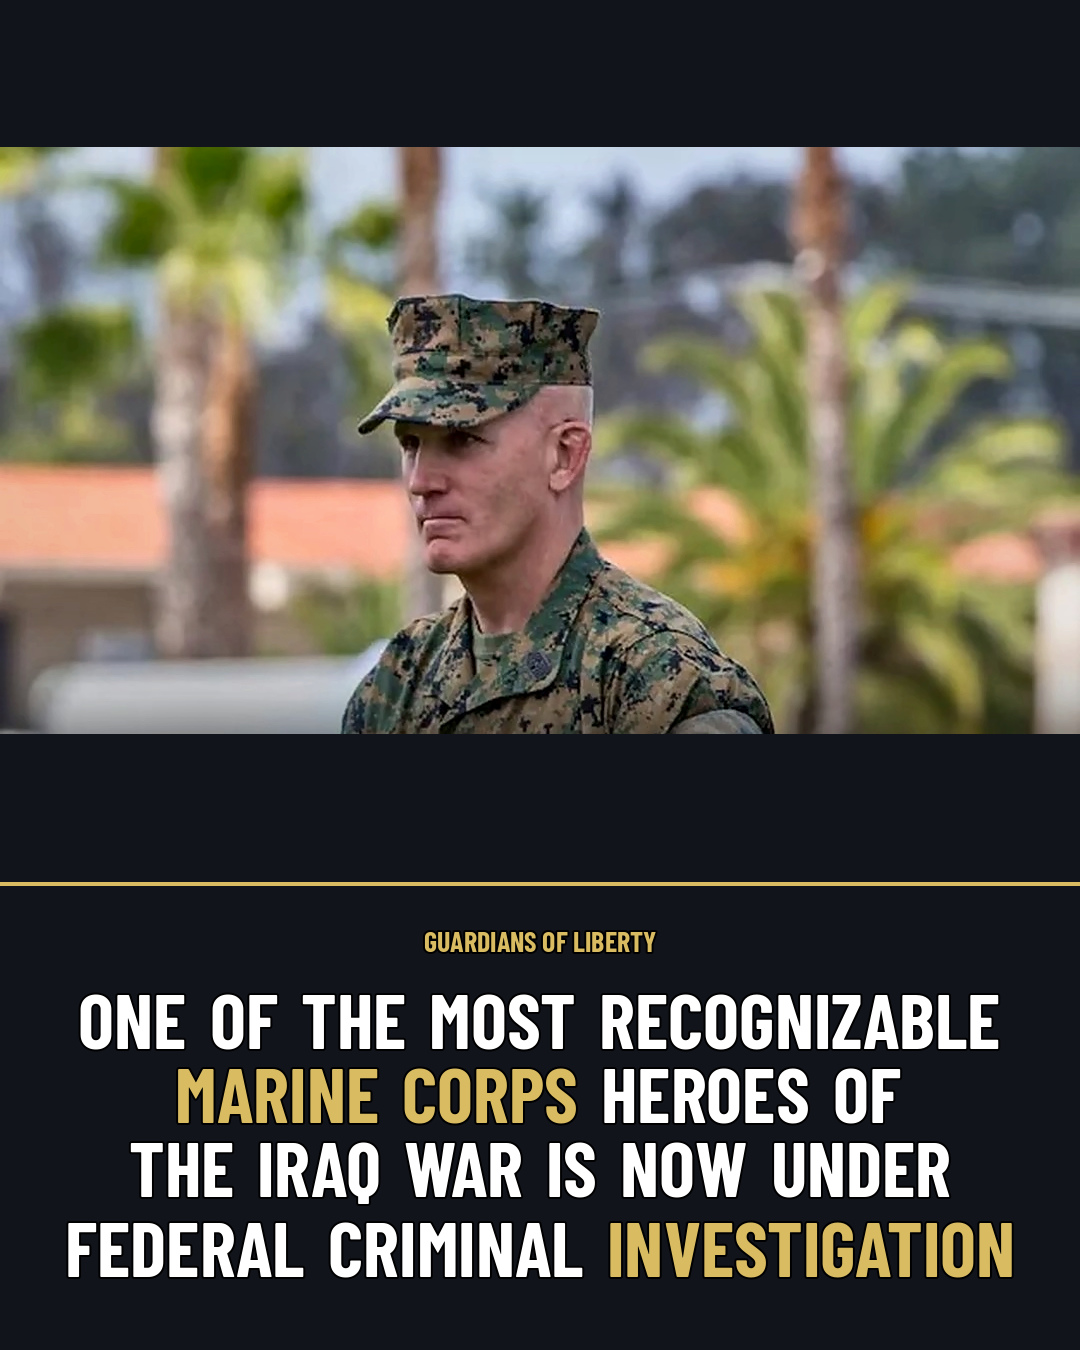 GUARDIANS OF LIBERTY
ONE OF THE MOST RECOGNIZABLE
MARINE CORPS HEROES OF
THE IRAQ WAR IS NOW UNDER
FEDERAL CRIMINAL INVESTIGATION